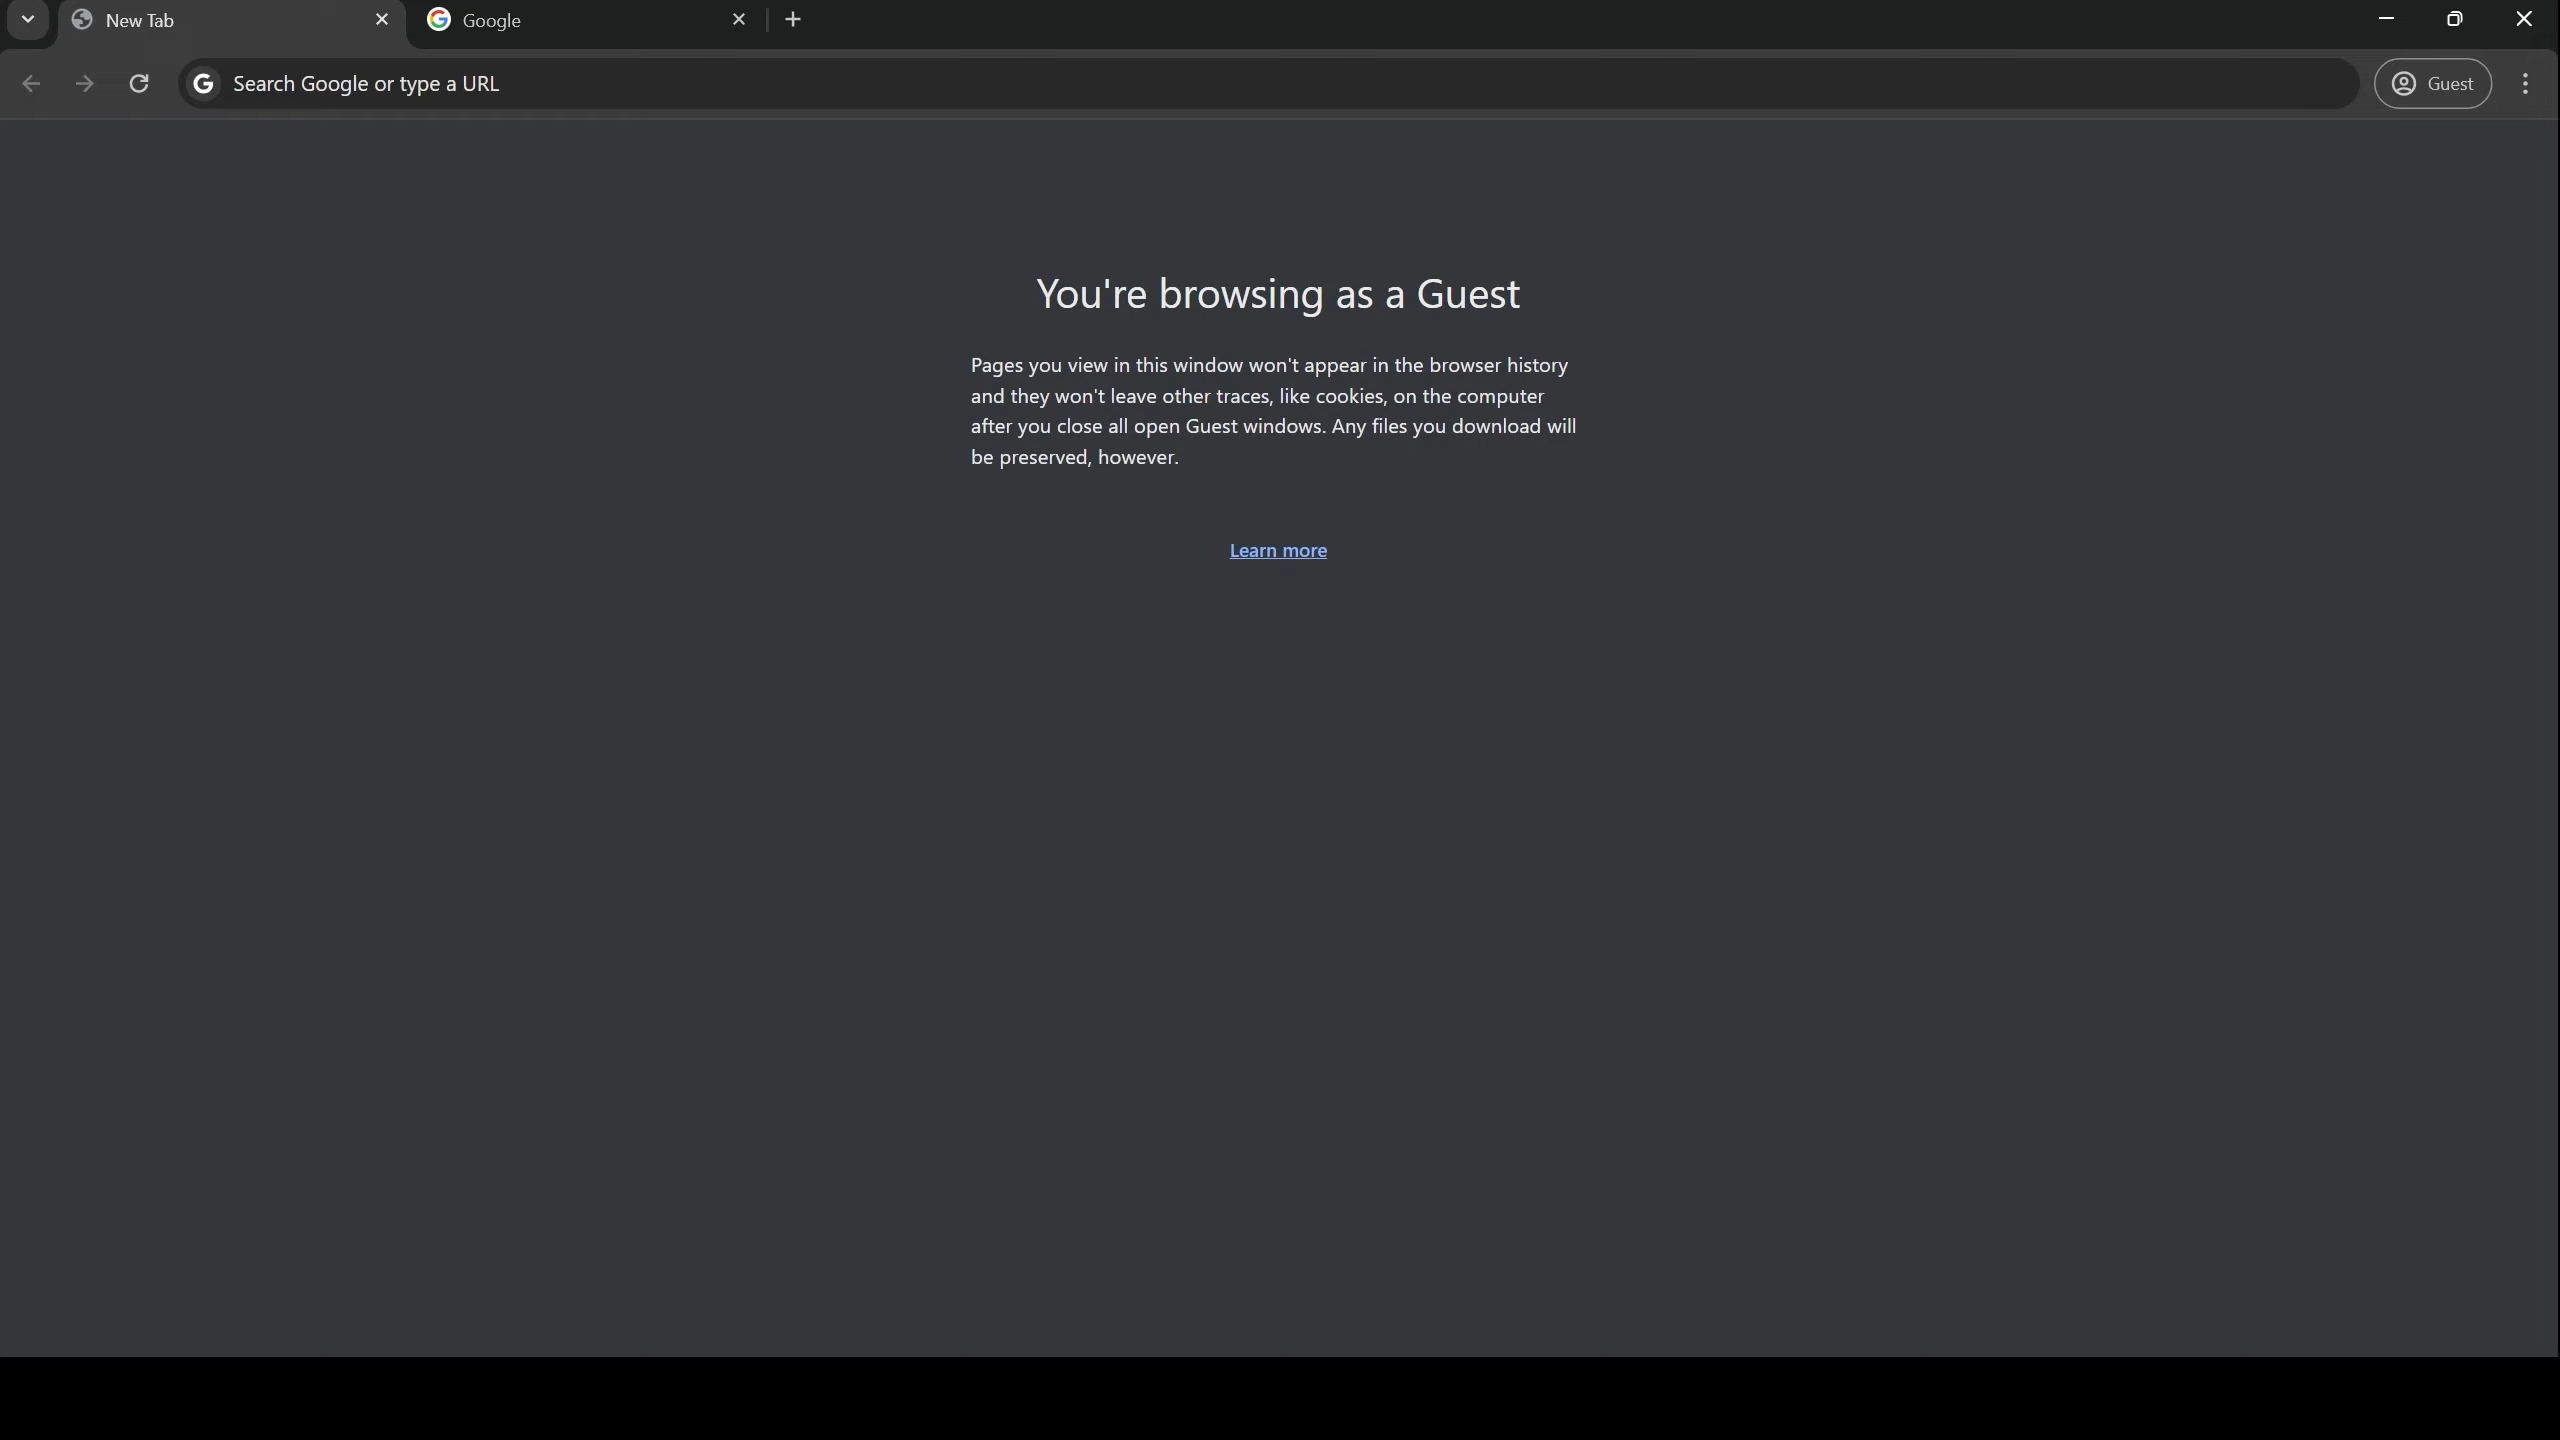 New Tab
Google
Search Google or type a URL
Guest
You're browsing as a Guest
Pages you view in this window won't appear in the browser history
and they won't leave other traces, like cookies, on the computer
after you close all open Guest windows. Any files you download will
be preserved, however.
Learn more